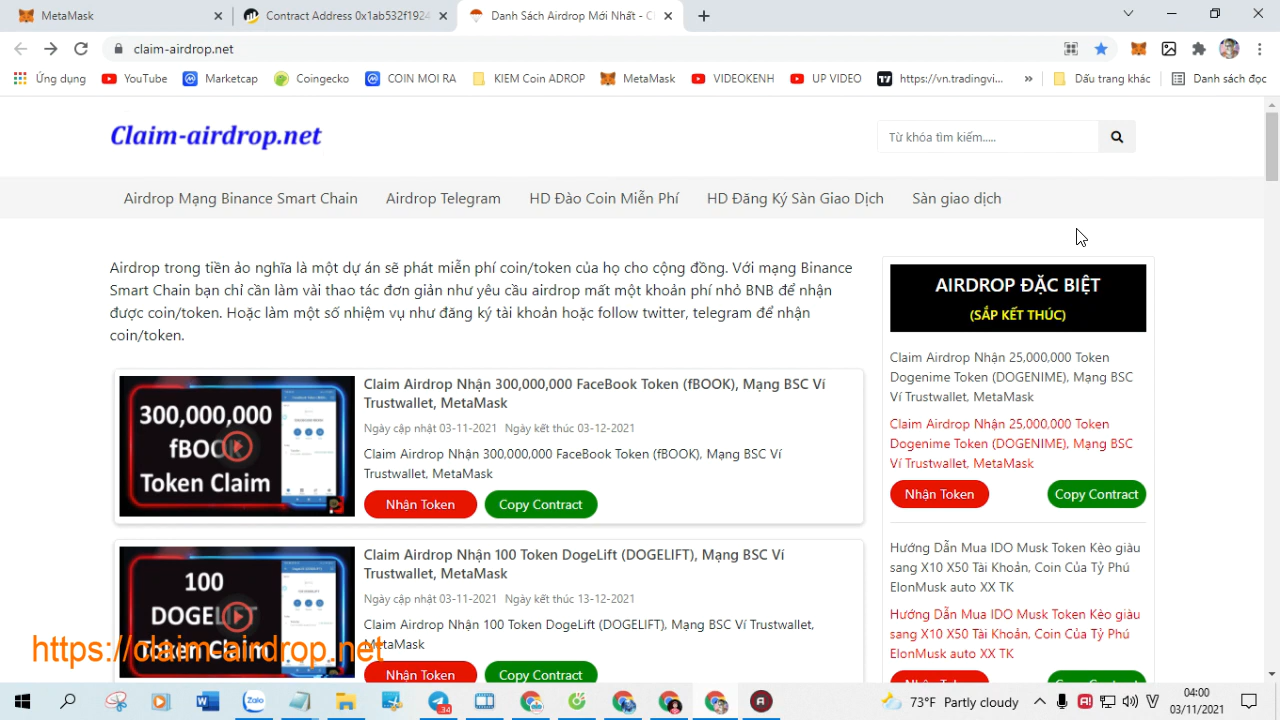 MetaMask
Contract Address 0x1ab532f1924
Danh Sách Airdrop Mới Nhất - C
claim-airdrop.net
Ứng dụng
YouTube
Marketcap
Coingecko
COIN MOI RA
KIEM Coin ADROP
MetaMask
VIDEOKENH
UP VIDEO
https://vn.tradingvi...
»
Dấu trang khác
Danh sách đọc
Claim-airdrop.net
Từ khóa tìm kiếm.....
Airdrop Mạng Binance Smart Chain
Airdrop Telegram
HD Đào Coin Miễn Phí
HD Đăng Ký Sàn Giao Dịch
Sàn giao dịch
Airdrop trong tiền ảo nghĩa là một dự án sẽ phát miễn phí coin/token của họ cho cộng đồng. Với mạng Binance
Smart Chain bạn chỉ cần làm vài thao tác đơn giản như yêu cầu airdrop mất một khoản phí nhỏ BNB để nhận
được coin/token. Hoặc làm một số nhiệm vụ như đăng ký tài khoản hoặc follow twitter, telegram để nhận
coin/token.
300,000,000
fBOOK
Token Claim
Claim Airdrop Nhận 300,000,000 FaceBook Token (fBOOK), Mạng BSC Ví
Trustwallet, MetaMask
Ngày cập nhật 03-11-2021 Ngày kết thúc 03-12-2021
Claim Airdrop Nhận 300,000,000 FaceBook Token (fBOOK), Mạng BSC Ví
Trustwallet, MetaMask
Nhận Token
Copy Contract
100
DOGELIFT
Token Claim
Claim Airdrop Nhận 100 Token DogeLift (DOGELIFT), Mạng BSC Ví
Trustwallet, MetaMask
Ngày cập nhật 03-11-2021 Ngày kết thúc 13-12-2021
Claim Airdrop Nhận 100 Token DogeLift (DOGELIFT), Mạng BSC Ví Trustwallet,
MetaMask
Nhận Token
Copy Contract
AIRDROP ĐẶC BIỆT
(SẮP KẾT THÚC)
Claim Airdrop Nhận 25,000,000 Token
Dogenime Token (DOGENIME), Mạng BSC
Ví Trustwallet, MetaMask
Claim Airdrop Nhận 25,000,000 Token
Dogenime Token (DOGENIME), Mạng BSC
Ví Trustwallet, MetaMask
Nhận Token
Copy Contract
Hướng Dẫn Mua IDO Musk Token Kèo giàu
sang X10 X50 Tài Khoản, Coin Của Tỷ Phú
ElonMusk auto XX TK
Hướng Dẫn Mua IDO Musk Token Kèo giàu
sang X10 X50 Tài Khoản, Coin Của Tỷ Phú
ElonMusk auto XX TK
https://claim-airdrop.net
Zalo
34
73°F Partly cloudy
04:00
03/11/2021